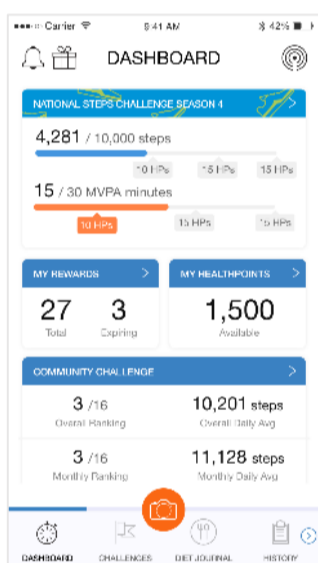 Carrier 9:41 AM 42%
DASHBOARD
NATIONAL STEPS CHALLENGE SEASON 4
4,281 / 10,000 steps
10 HPs 15 HPs 15 HPs
15 / 30 MVPA minutes
10 HPs 15 HPs 15 HPs
MY REWARDS > MY HEALTHPOINTS >
27 3 1,500
Total Expiring Available
COMMUNITY CHALLENGE >
3 /16 10,201 steps
Overall Ranking Overall Daily Avg
3 /16 11,128 steps
Monthly Ranking Monthly Daily Avg
DASHBOARD CHALLENGES DIET JOURNAL HISTORY